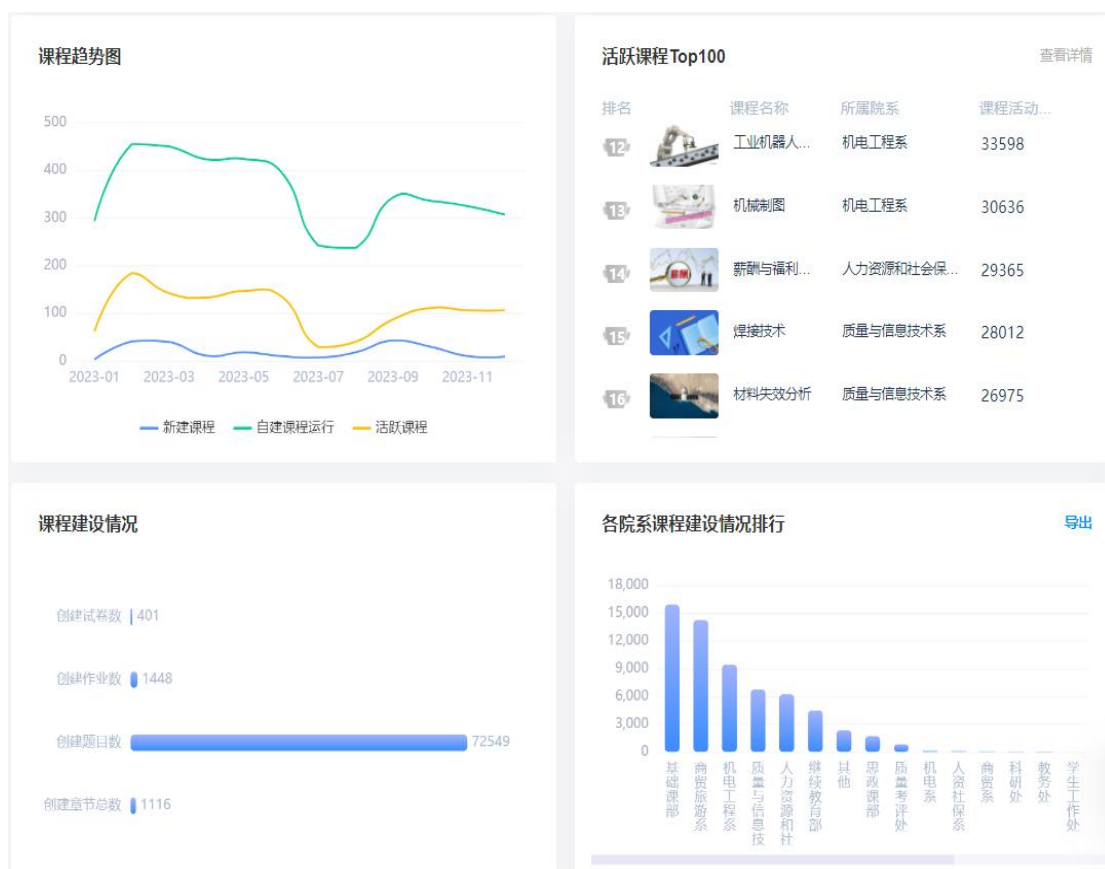 课程趋势图
500
400
300
200
100
0
2023-01 2023-03 2023-05 2023-07 2023-09 2023-11
新建课程 自建课程运行 活跃课程
活跃课程Top100 查看详情
排名 课程名称 所属院系 课程活动...
12 工业机器人... 机电工程系 33598
13 机械制图 机电工程系 30636
14 薪酬与福利... 人力资源和社会保... 29365
薪酬
15 焊接技术 质量与信息技术系 28012
16 材料失效分析 质量与信息技术系 26975
课程建设情况
创建试卷数 401
创建作业数 1448
创建题目数 72549
创建章节总数 1116
各院系课程建设情况排行 导出
18,000
15,000
12,000
9,000
6,000
3,000
0
基础课部
商贸旅游系
机电工程系
质量与信息技
人力资源和社
继续教育部
其他
思政课部
质量考评处
机电系
人资社保系
商贸系
科研处
教务处
学生工作处